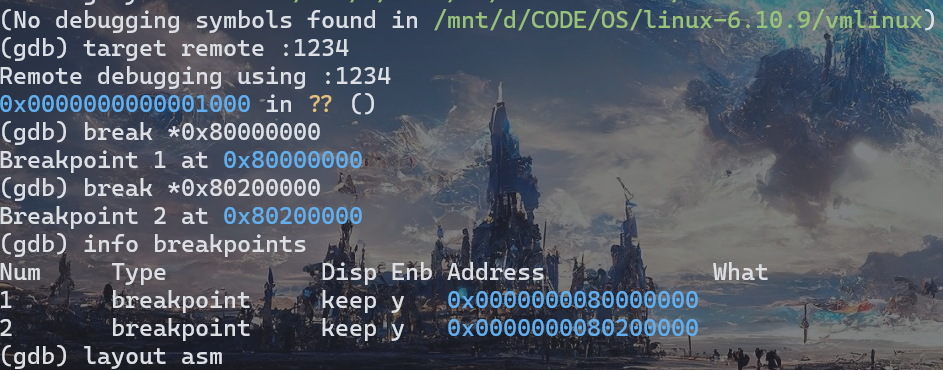 (No debugging symbols found in /mnt/d/CODE/OS/linux-6.10.9/vmlinux)
(gdb) target remote :1234
Remote debugging using :1234
0x0000000000001000 in ?? ()
(gdb) break *0x80000000
Breakpoint 1 at 0x80000000
(gdb) break *0x80200000
Breakpoint 2 at 0x80200000
(gdb) info breakpoints
Num     Type           Disp Enb Address            What
1       breakpoint     keep y   0x0000000080000000
2       breakpoint     keep y   0x0000000080200000
(gdb) layout asm